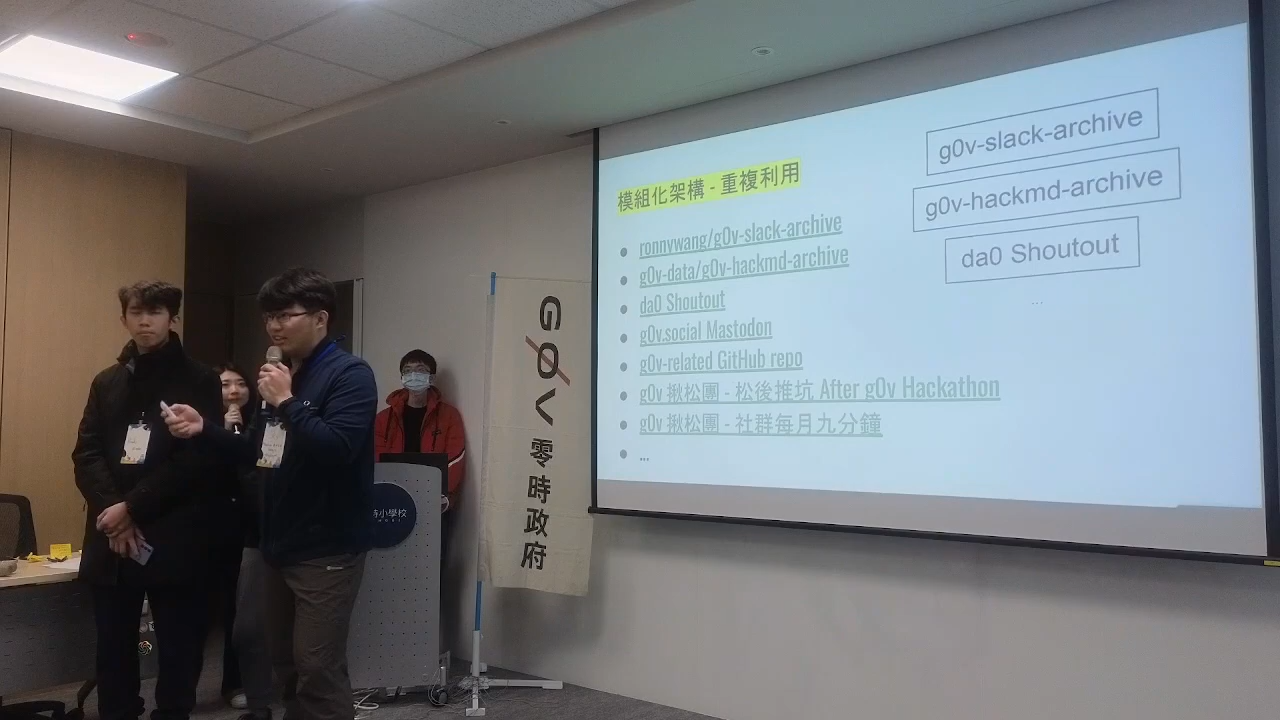 模組化架構 - 重複利用
ronnywang/g0v-slack-archive
g0v-data/g0v-hackmd-archive
da0 Shoutout
g0v.social Mastodon
g0v-related GitHub repo
g0v 揪松團 - 松後推坑 After g0v Hackathon
g0v 揪松團 - 社群每月九分鐘
...
g0v-slack-archive
g0v-hackmd-archive
da0 Shoutout
...
G0V 零時政府
小學校